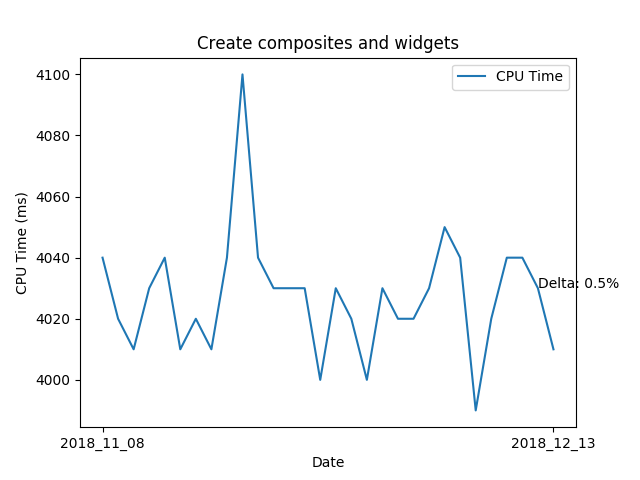 Create composites and widgets
CPU Time
4100
4080
4060
4040
4020
4000
CPU Time (ms)
Delta: 0.5%
2018_11_08
2018_12_13
Date